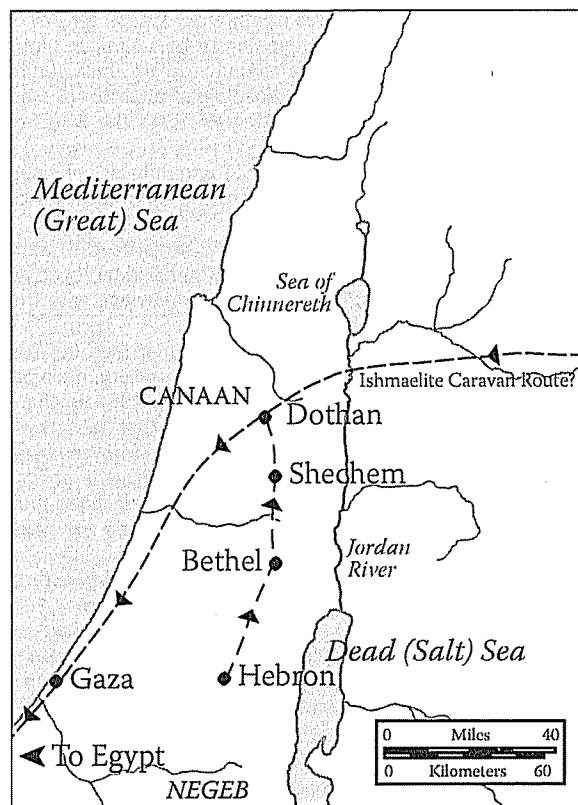 Mediterranean
(Great) Sea
Sea of
Chinnereth
Ishmaelite Caravan Route?
CANAAN
Dothan
Shechem
Bethel
Jordan
River
Dead (Salt) Sea
Gaza
Hebron
To Egypt
NEGEB
0 Miles 40
0 Kilometers 60